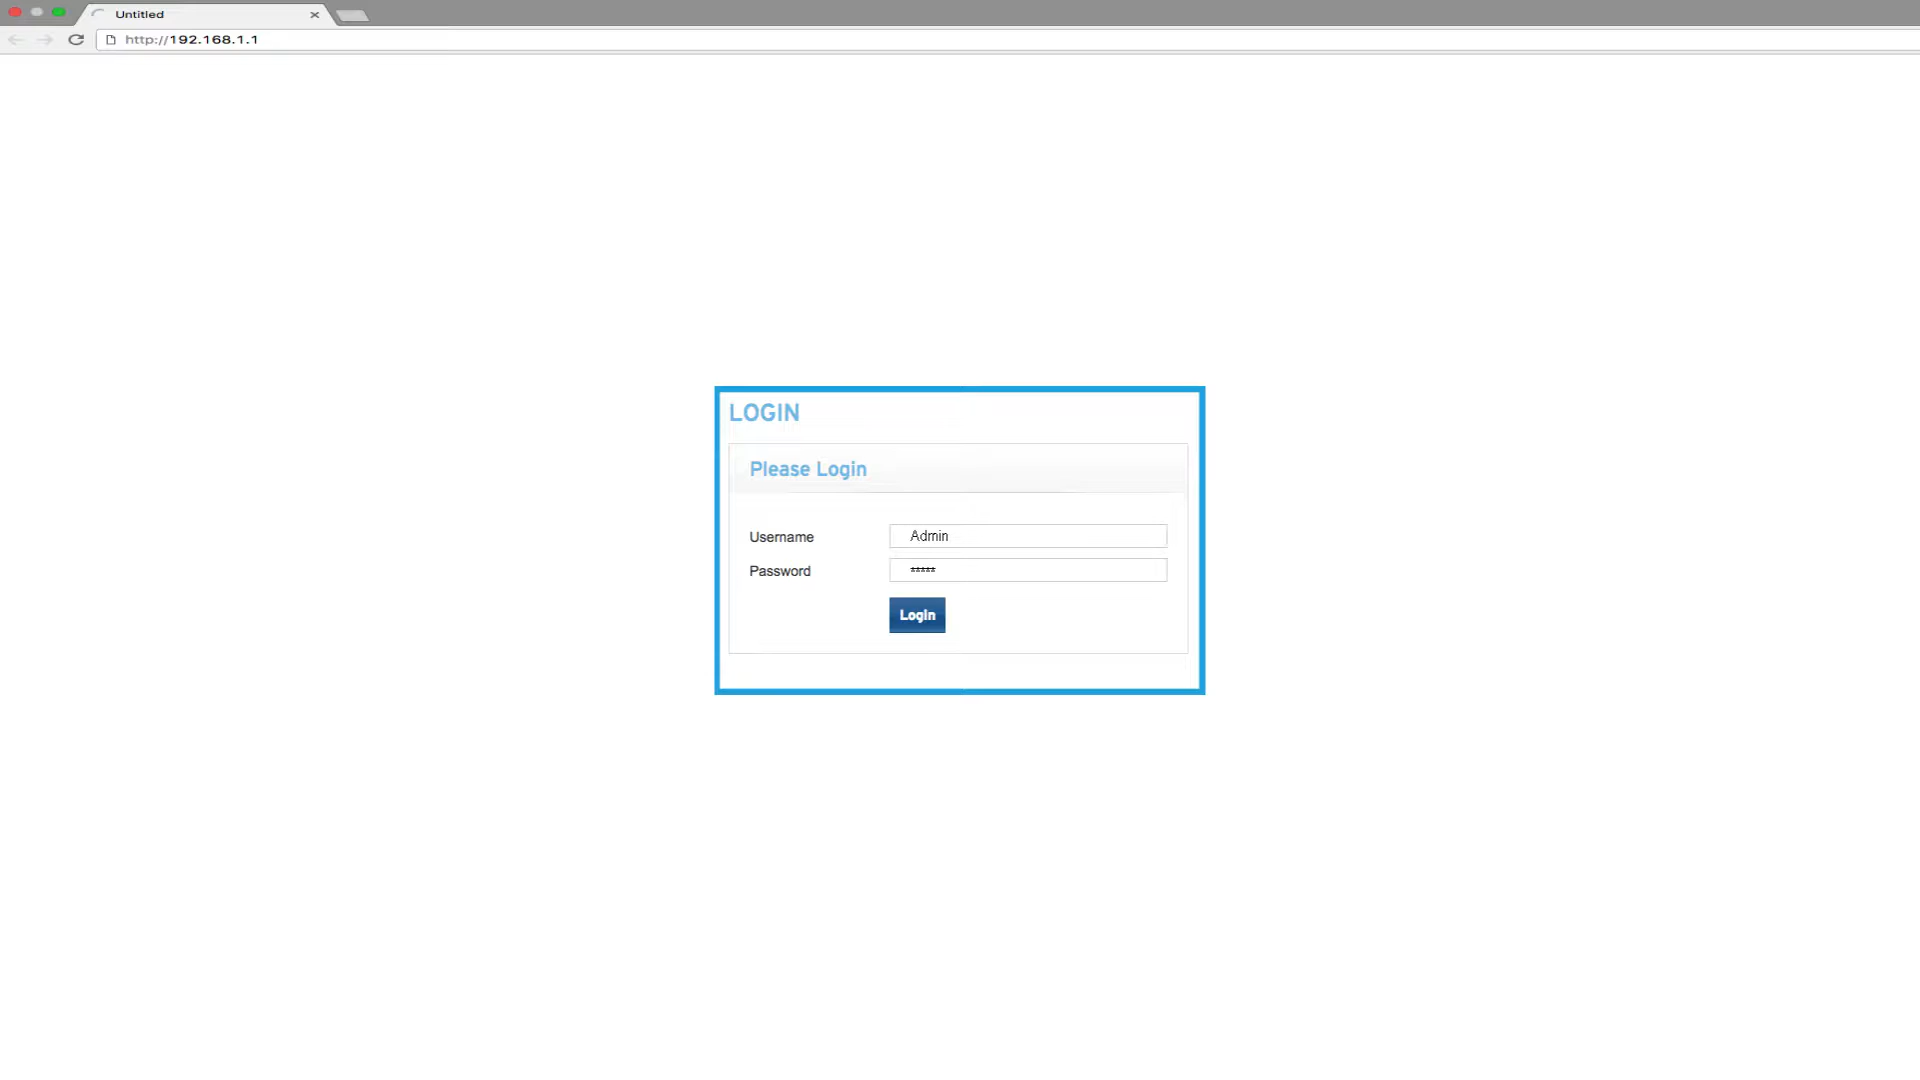 Untitled
http://192.168.1.1
LOGIN
Please Login
Username Admin
Password *****
Login